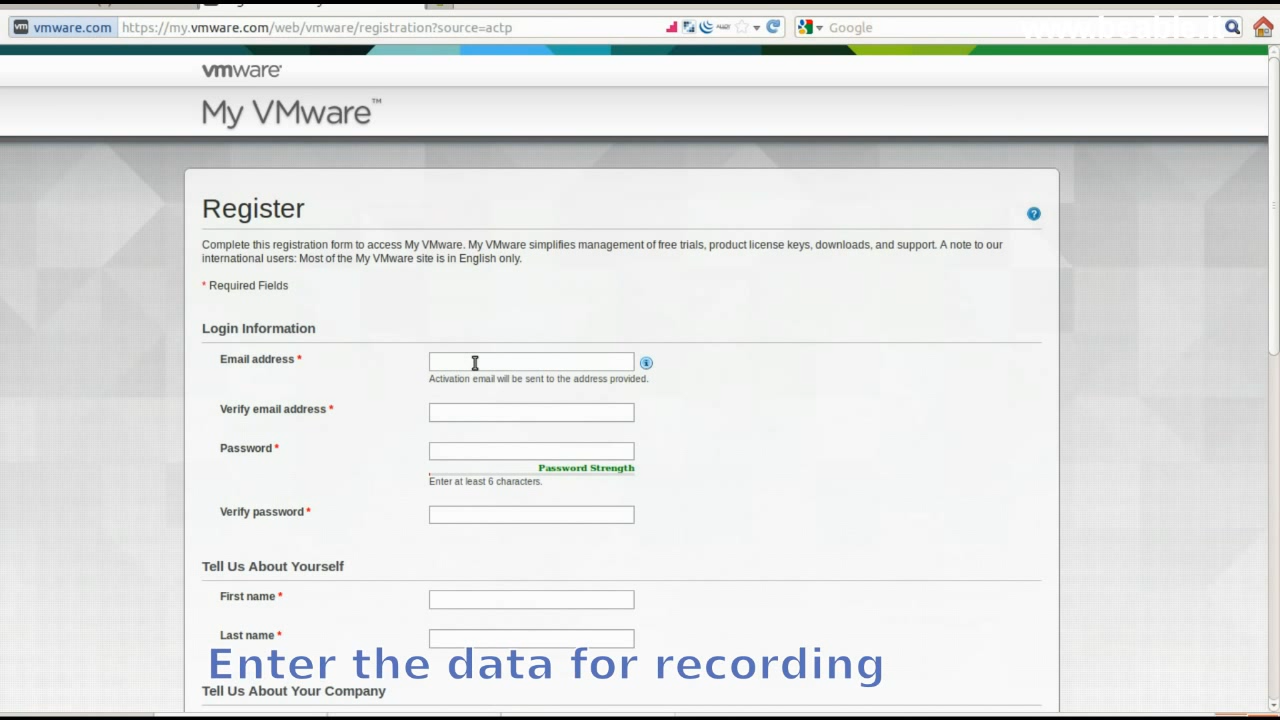 vmware.com https://my.vmware.com/web/vmware/registration?source=actp
Google
vmware
My VMware™
Register
Complete this registration form to access My VMware. My VMware simplifies management of free trials, product license keys, downloads, and support. A note to our
international users: Most of the My VMware site is in English only.
* Required Fields
Login Information
Email address *
Activation email will be sent to the address provided.
Verify email address *
Password *
Password Strength
Enter at least 6 characters.
Verify password *
Tell Us About Yourself
First name *
Last name *
Enter the data for recording
Tell Us About Your Company